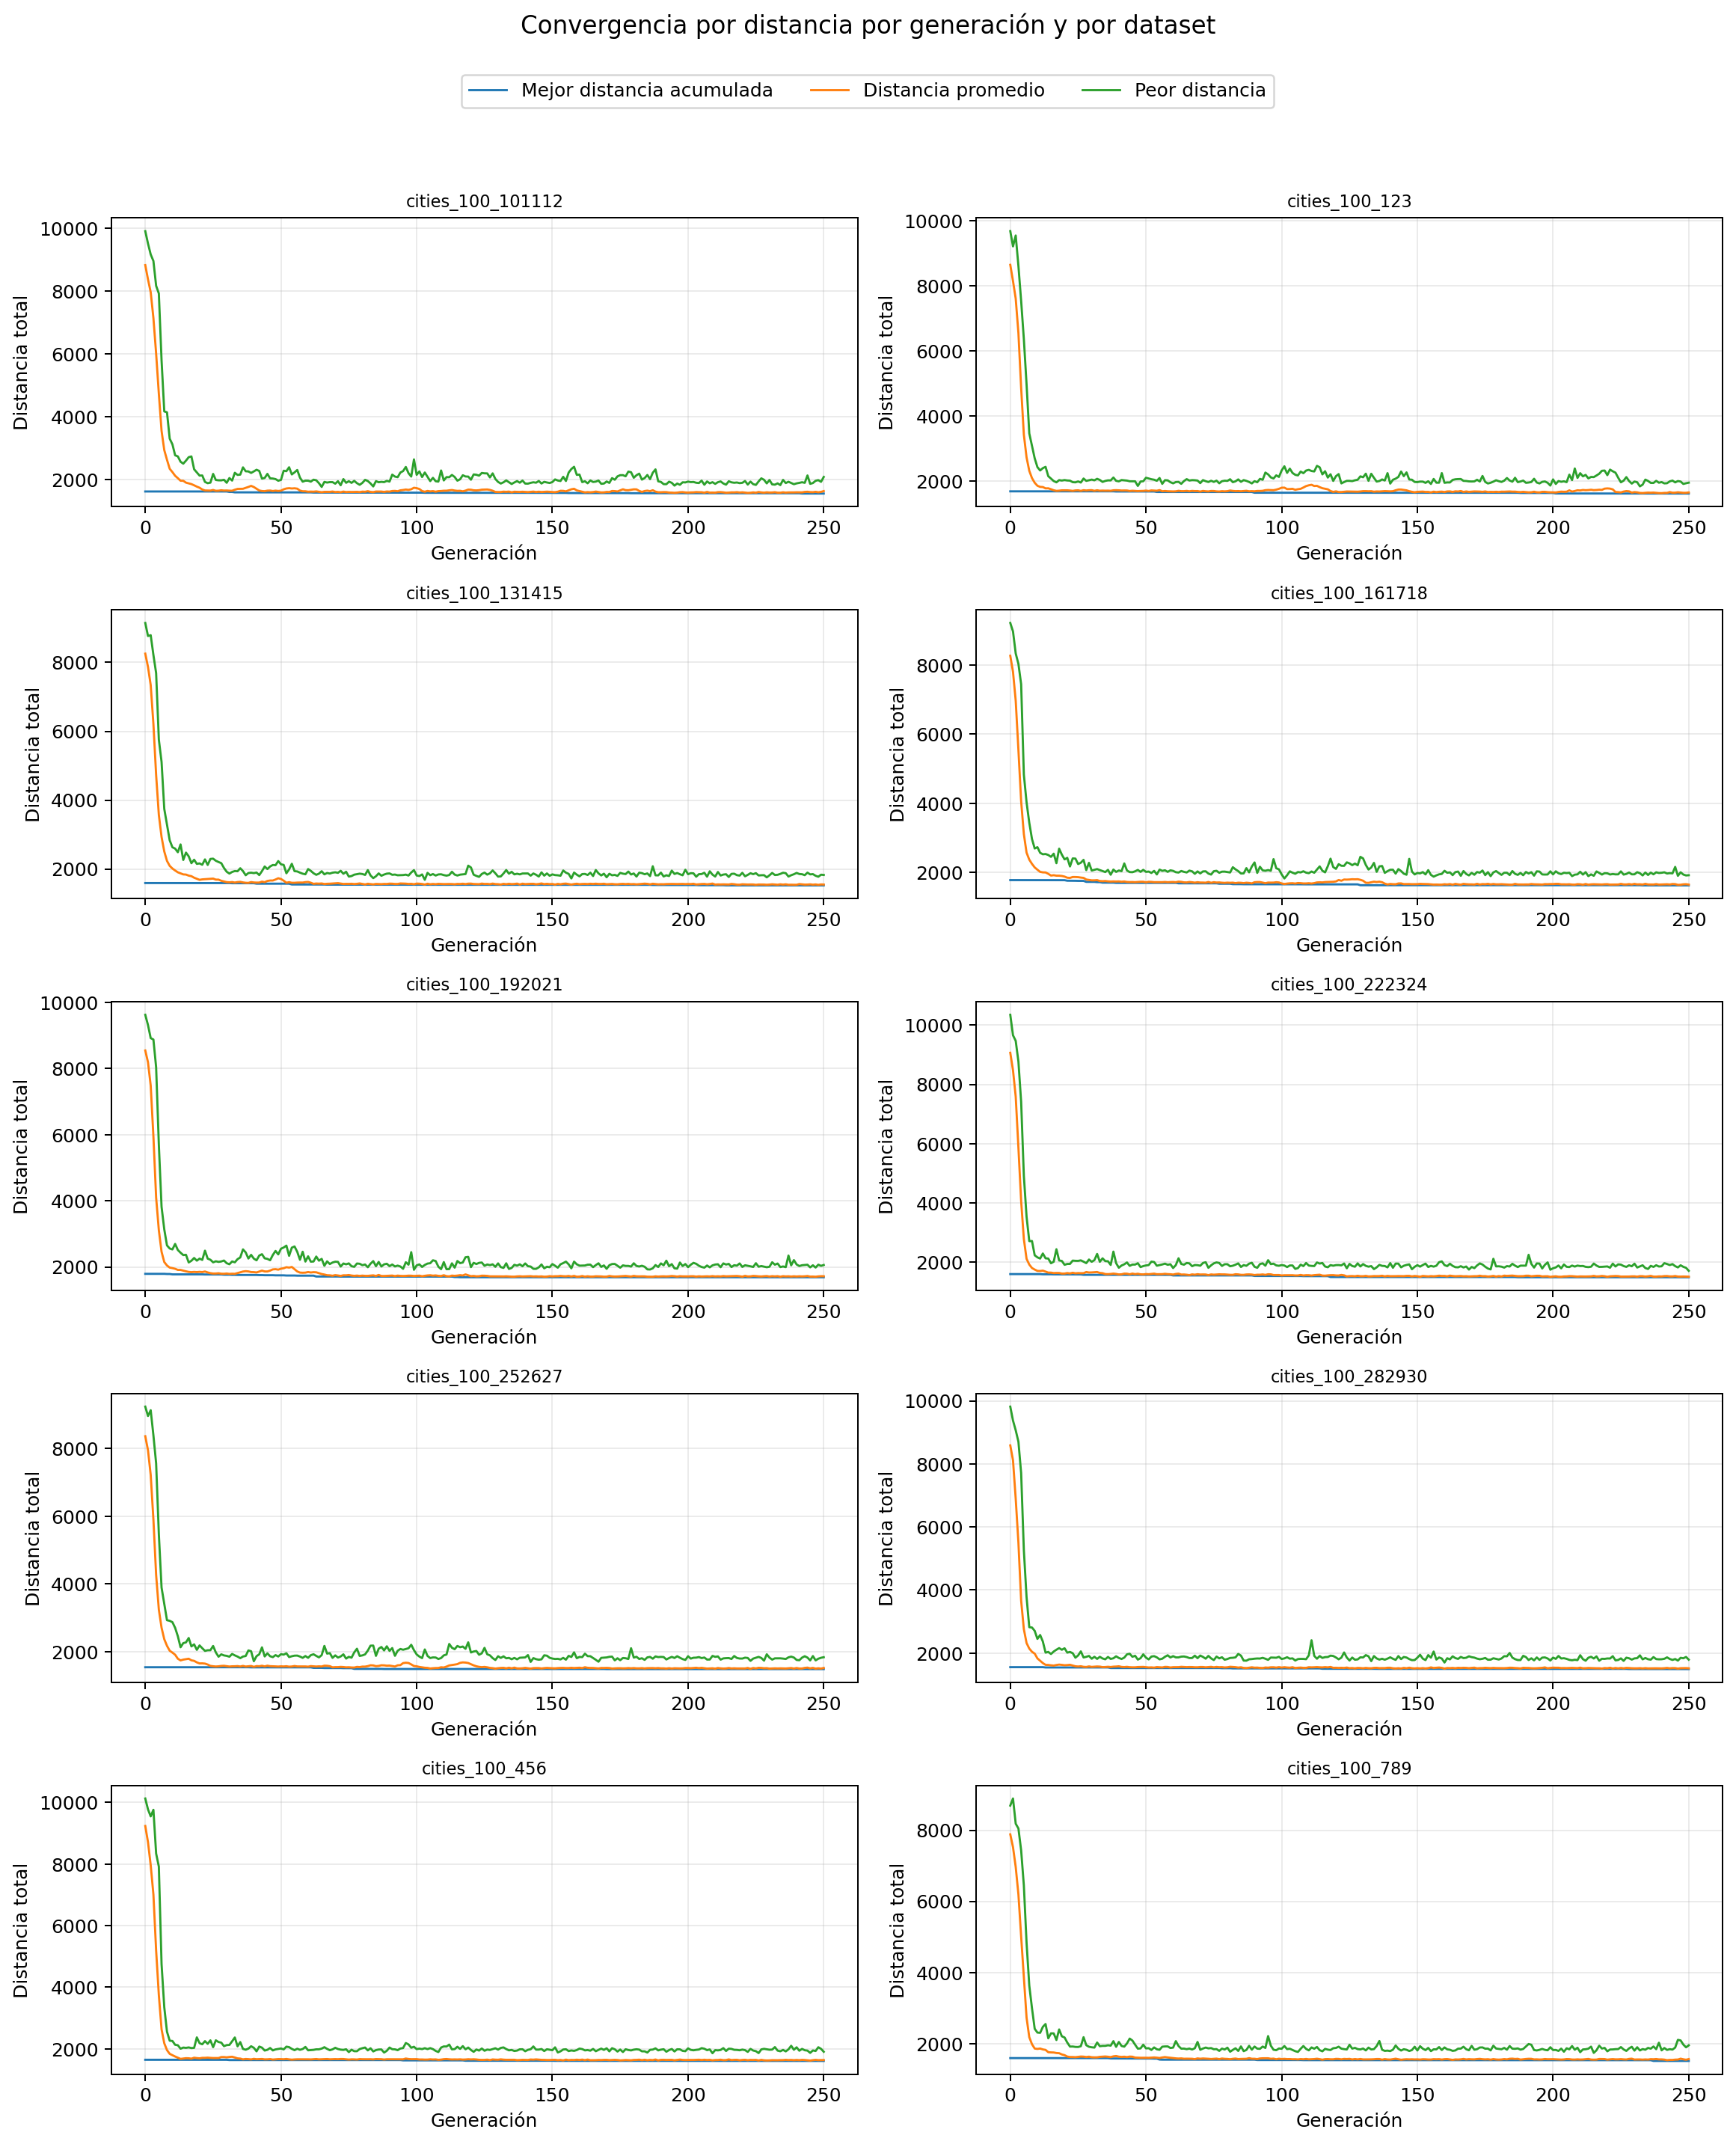 Convergencia por distancia por generación y por dataset
Mejor distancia acumulada Distancia promedio Peor distancia
cities_100_101112
Distancia total
10000
8000
6000
4000
2000
0 50 100 150 200 250
Generación
cities_100_123
Distancia total
10000
8000
6000
4000
2000
0 50 100 150 200 250
Generación
cities_100_131415
Distancia total
8000
6000
4000
2000
0 50 100 150 200 250
Generación
cities_100_161718
Distancia total
8000
6000
4000
2000
0 50 100 150 200 250
Generación
cities_100_192021
Distancia total
10000
8000
6000
4000
2000
0 50 100 150 200 250
Generación
cities_100_222324
Distancia total
10000
8000
6000
4000
2000
0 50 100 150 200 250
Generación
cities_100_252627
Distancia total
8000
6000
4000
2000
0 50 100 150 200 250
Generación
cities_100_282930
Distancia total
10000
8000
6000
4000
2000
0 50 100 150 200 250
Generación
cities_100_456
Distancia total
10000
8000
6000
4000
2000
0 50 100 150 200 250
Generación
cities_100_789
Distancia total
8000
6000
4000
2000
0 50 100 150 200 250
Generación